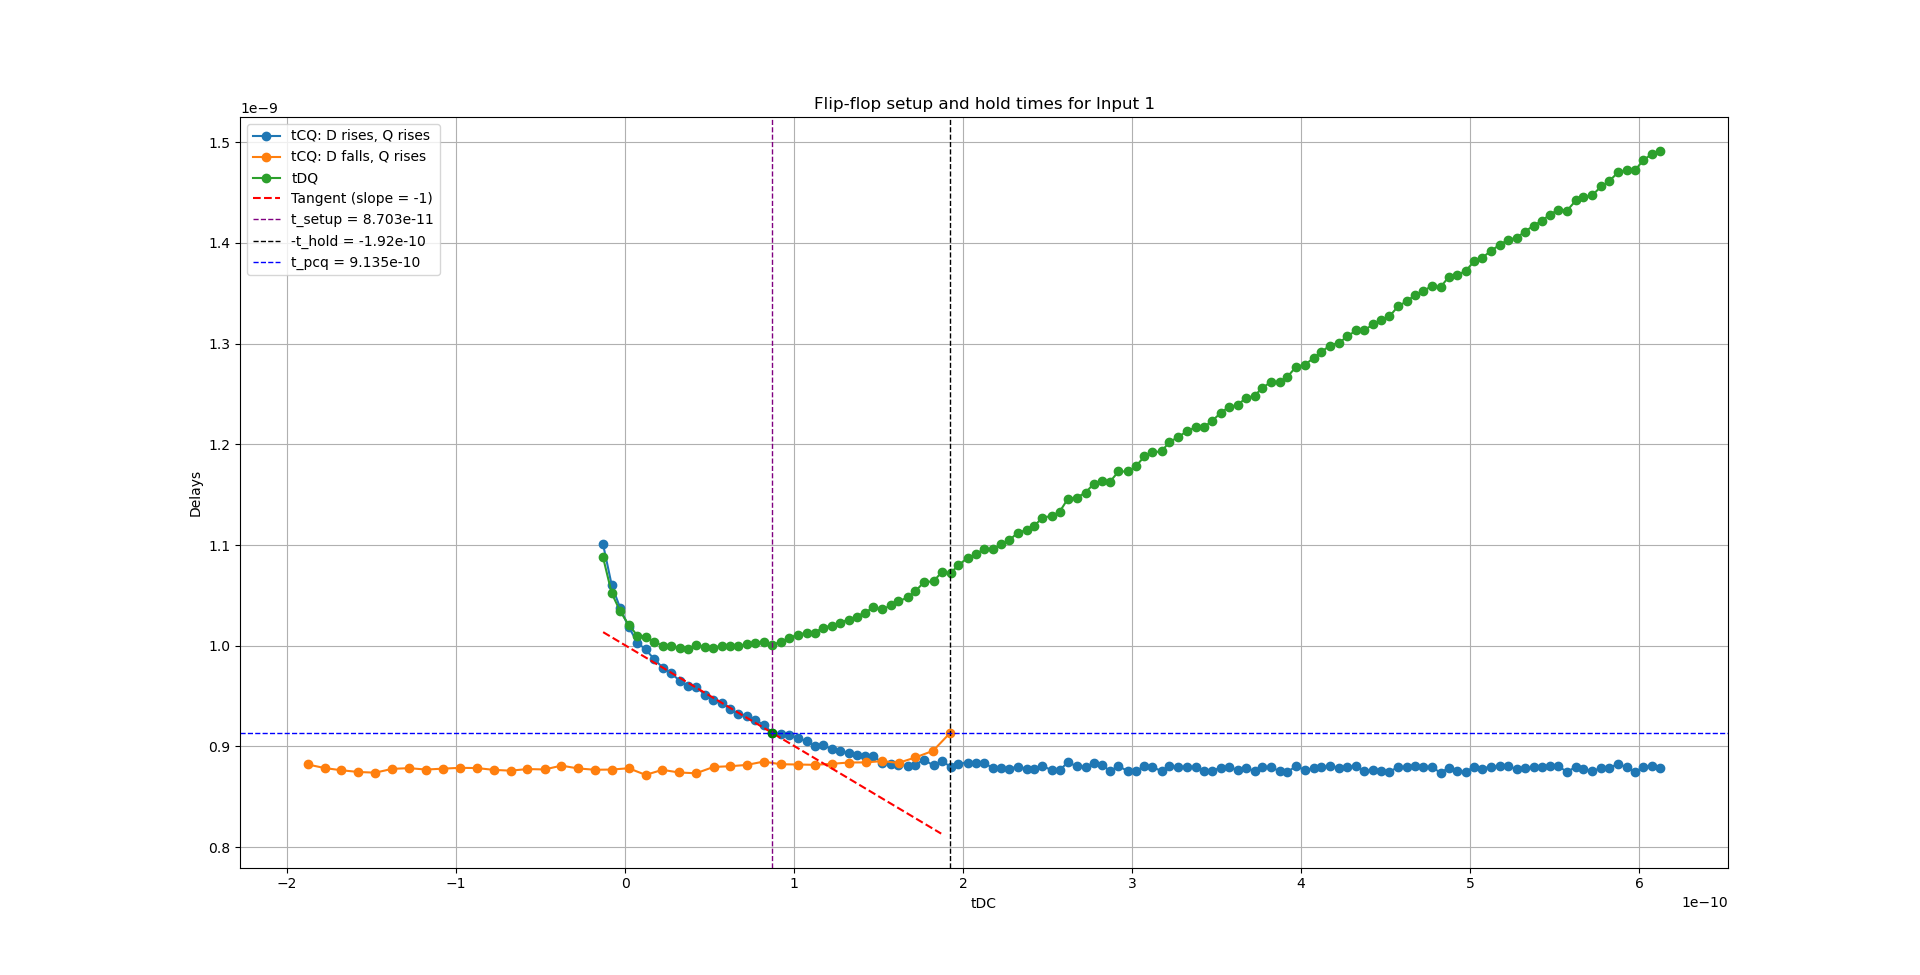 Flip-flop setup and hold times for Input 1
1e−9
tCQ: D rises, Q rises
tCQ: D falls, Q rises
tDQ
Tangent (slope = -1)
t_setup = 8.703e-11
-t_hold = -1.92e-10
t_pcq = 9.135e-10
1.5
1.4
1.3
1.2
1.1
1.0
0.9
0.8
Delays
−2
−1
0
1
2
3
4
5
6
tDC
1e−10